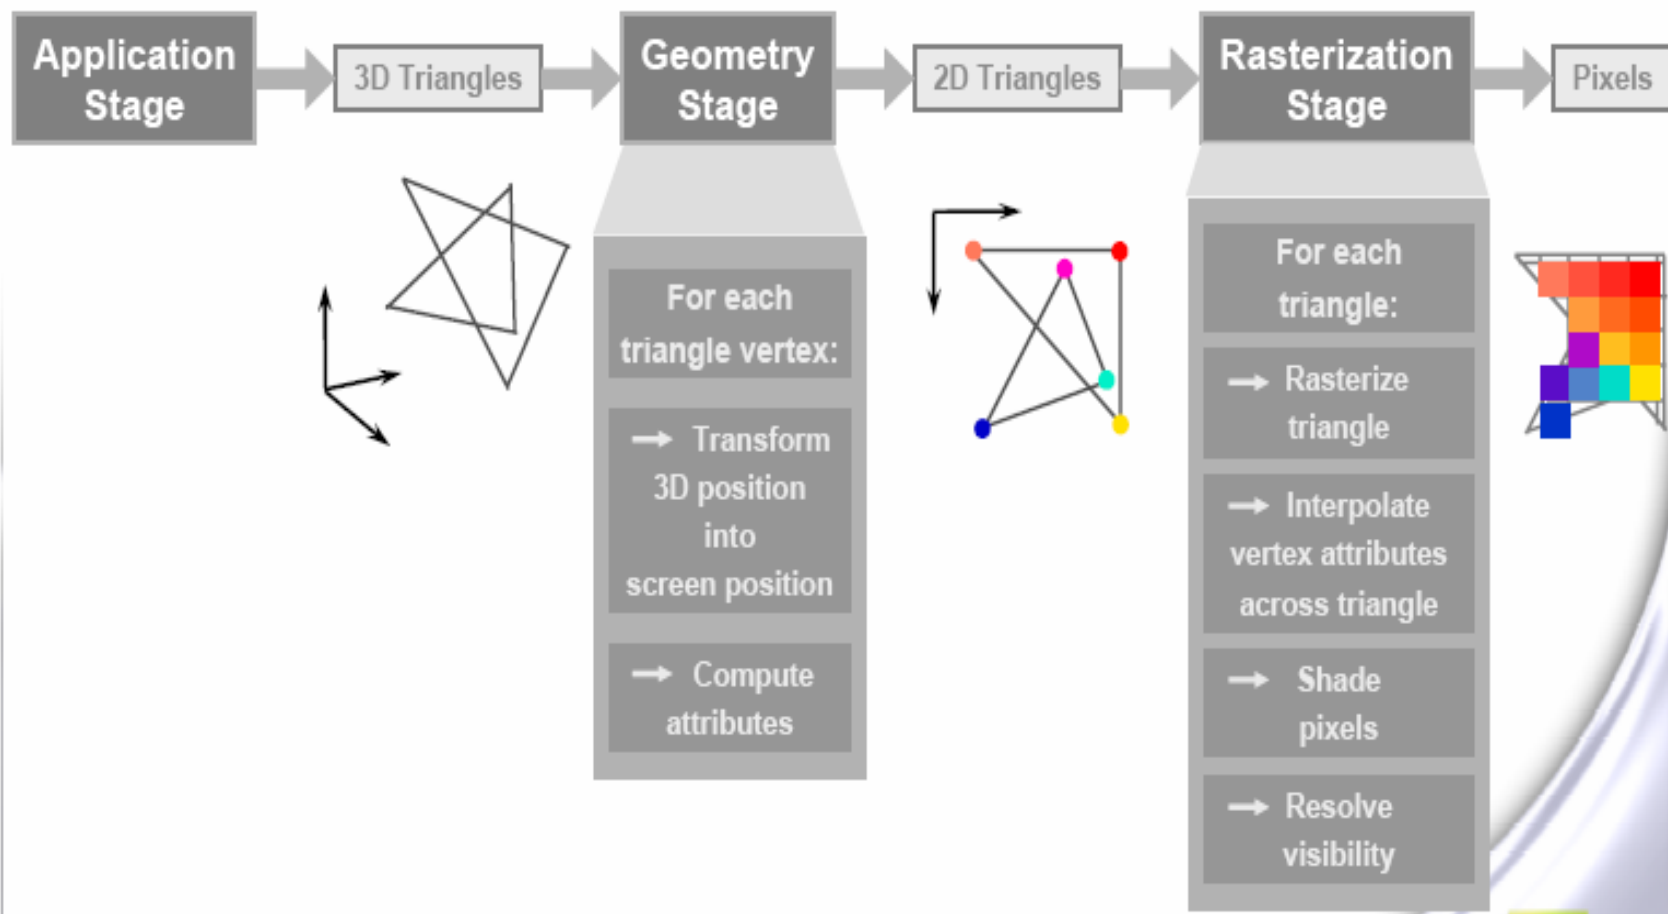 Application
Stage
3D Triangles
Geometry
Stage
2D Triangles
Rasterization
Stage
Pixels
For each
triangle vertex:
Transform
3D position
into
screen position
Compute
attributes
For each
triangle:
Rasterize
triangle
Interpolate
vertex attributes
across triangle
Shade
pixels
Resolve
visibility